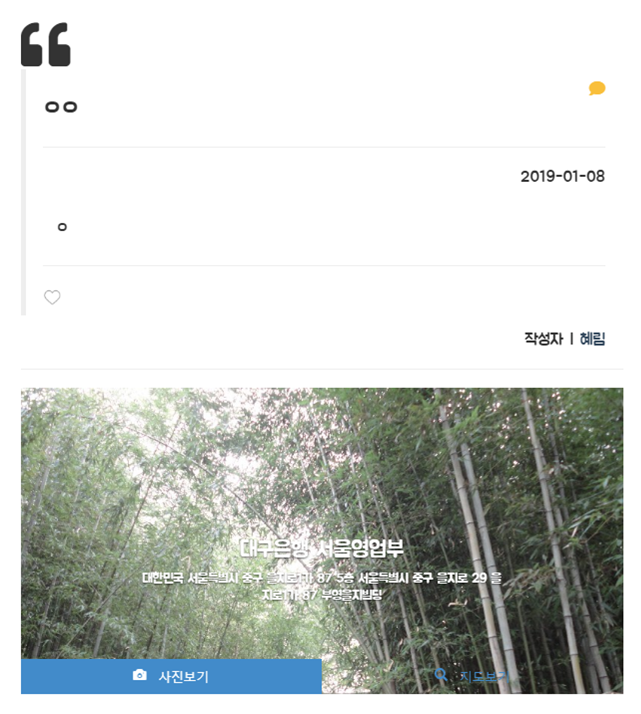 ㅇㅇ
2019-01-08
ㅇ
작성자 | 혜림
대구은행 서울영업부
대한민국 서울특별시 중구 을지로1가 87 5층 서울특별시 중구 을지로 29 을
지로1가 87 부영을지빌딩
사진보기
지도보기